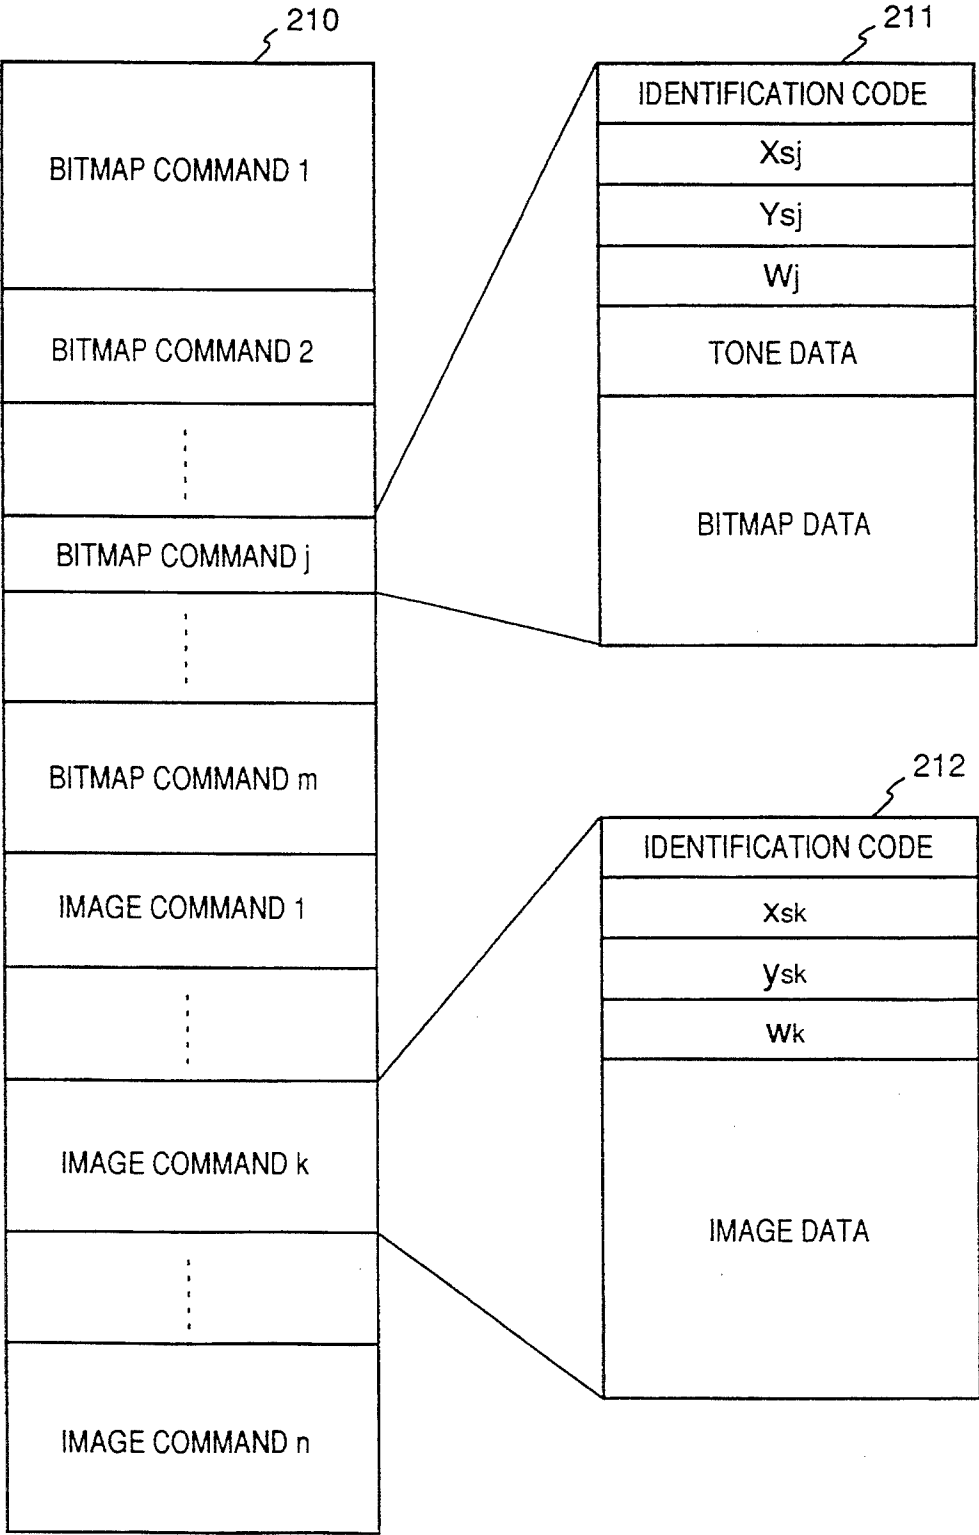 210
BITMAP COMMAND 1
BITMAP COMMAND 2
BITMAP COMMAND j
BITMAP COMMAND m
IMAGE COMMAND 1
IMAGE COMMAND k
IMAGE COMMAND n
211
IDENTIFICATION CODE
Xsj
Ysj
Wj
TONE DATA
BITMAP DATA
212
IDENTIFICATION CODE
xsk
ysk
wk
IMAGE DATA